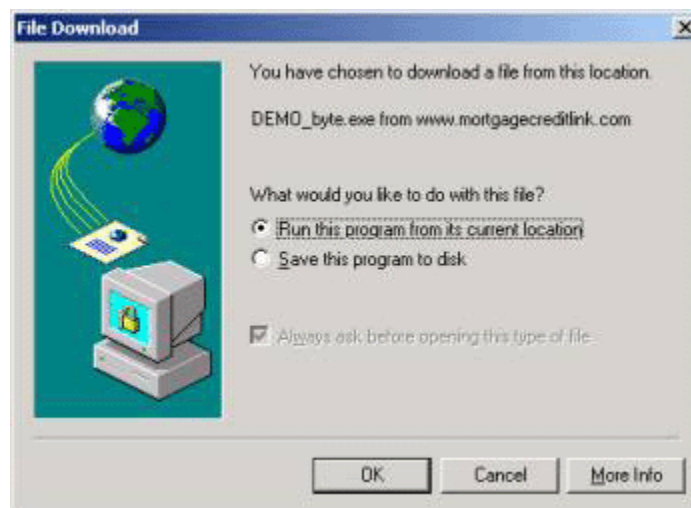 File Download
You have chosen to download a file from this location.
DEMO_byte.exe from www.mortgagecreditlink.com
What would you like to do with this file?
Run this program from its current location
Save this program to disk
Always ask before opening this type of file
OK
Cancel
More Info